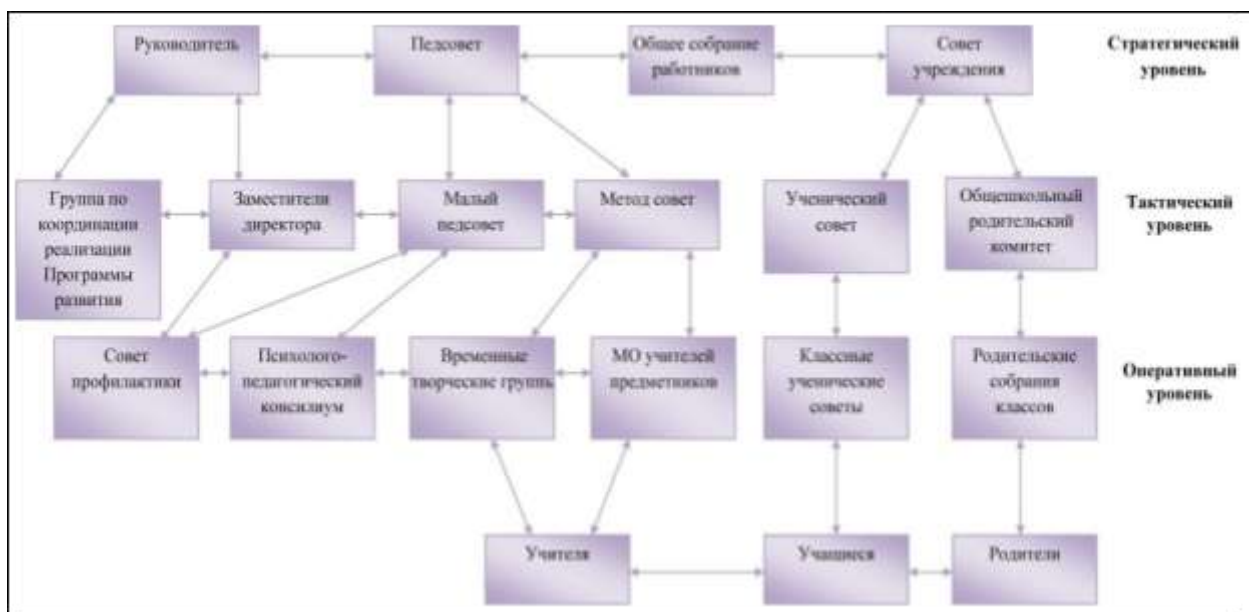 Руководитель
Педсовет
Общее собрание
работников
Совет
учреждения
Стратегический
уровень
Группа по
координации
реализации
Программы
развития
Заместители
директора
Малый
педсовет
Метод совет
Ученический
совет
Общешкольный
родительский
комитет
Тактический
уровень
Совет
профилактики
Психолого-
педагогический
консилиум
Временные
творческие группы
МО учителей
предметников
Классные
ученические
советы
Родительские
собрания
классов
Оперативный
уровень
Учителя
Учащиеся
Родители